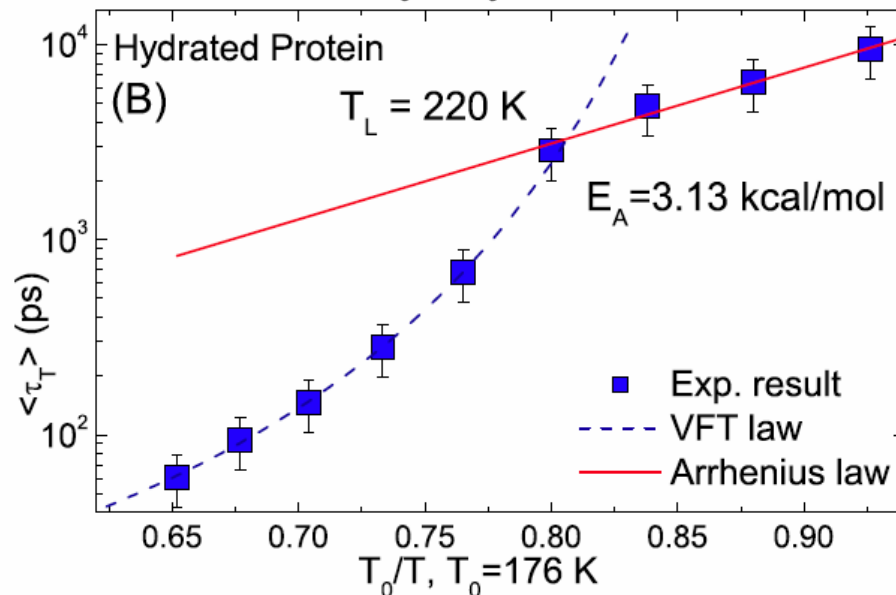 Hydrated Protein
(B)
T_L = 220 K
E_A=3.13 kcal/mol
10^4
10^3
10^2
<τ_T> (ps)
Exp. result
VFT law
Arrhenius law
0.65 0.70 0.75 0.80 0.85 0.90
T_0/T, T_0=176 K